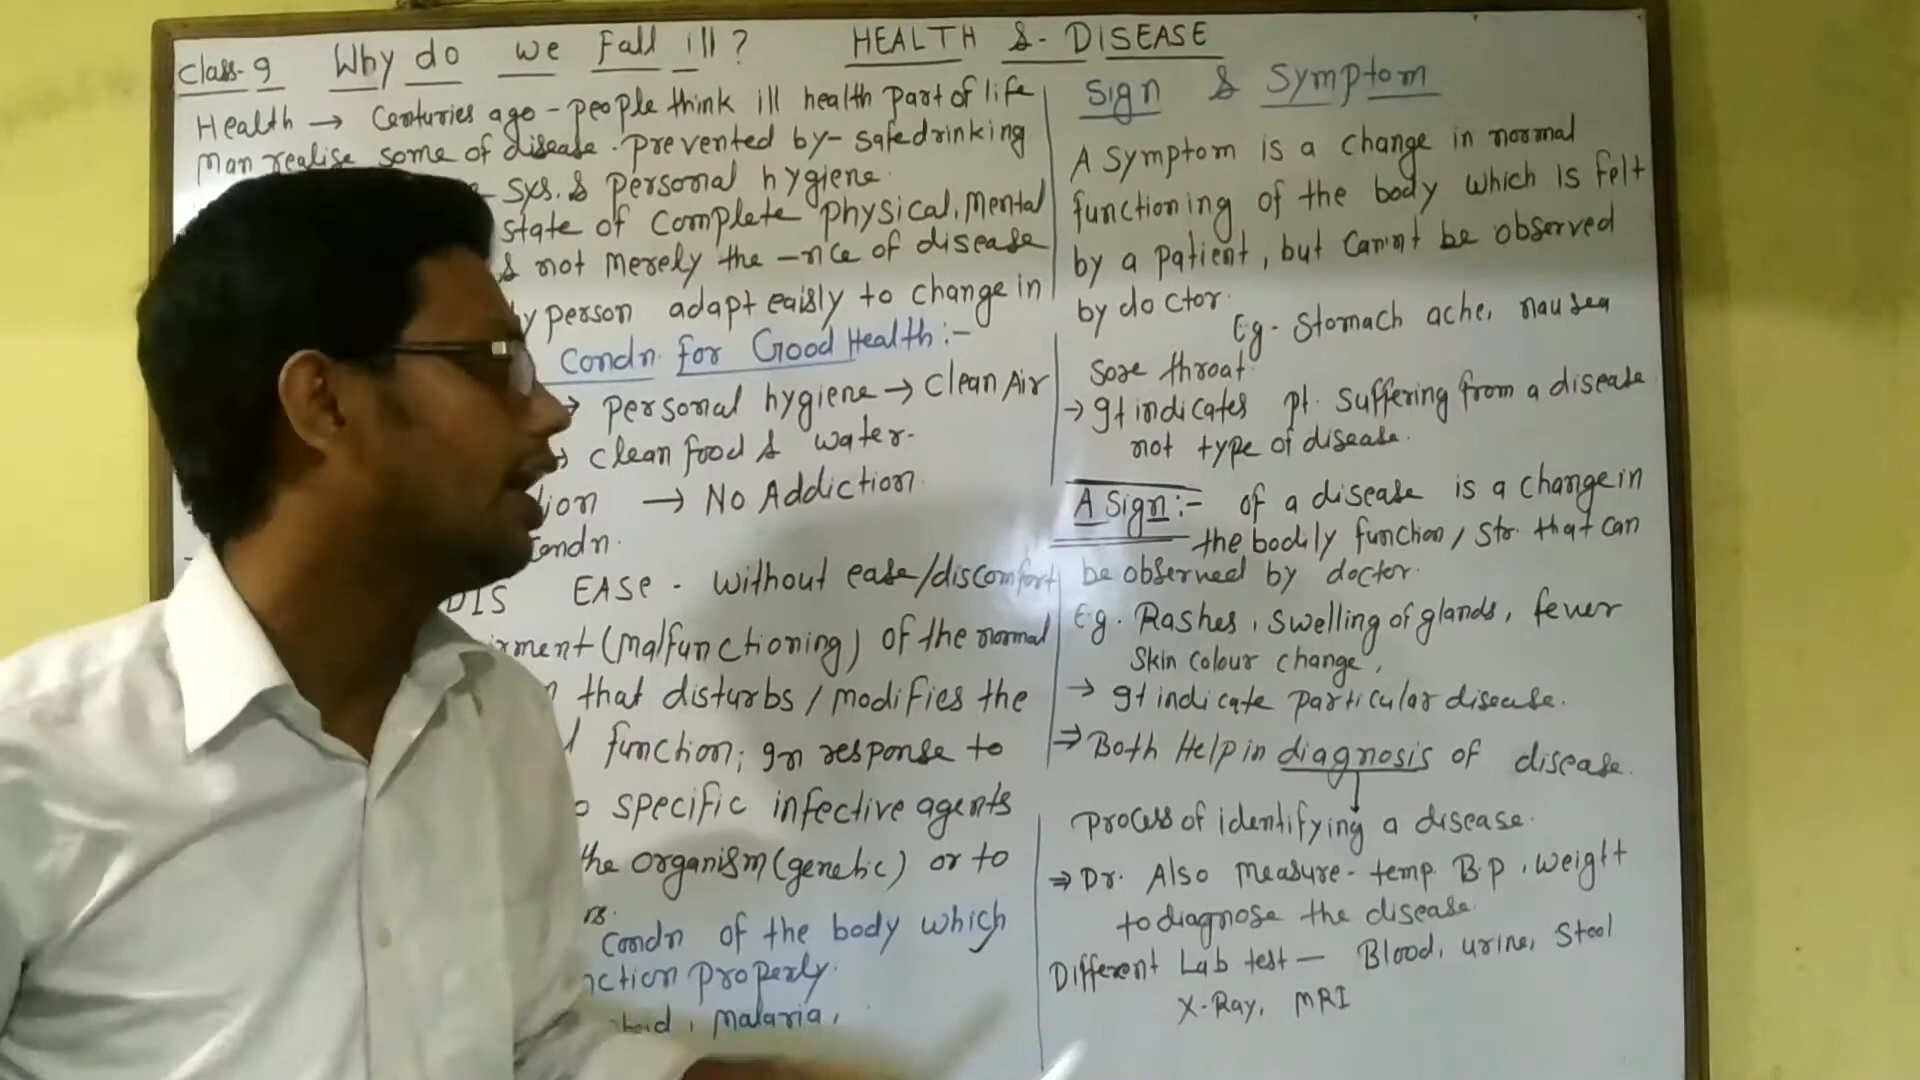 Class-9 Why do we Fall ill? HEALTH & DISEASE
Health → Centuries ago - people think ill health part of life
Man realise some of disease. prevented by - safe drinking
sys. & personal hygiene.
state of complete physical, Mental
& not merely the -nce of disease
person adapt eaisly to change in
Condn for Good Health:-
→ personal hygiene → Clean Air
→ clean food & water.
→ No Addiction.
Condn.
DIS EASE - without ease/discomfort
(malfunctioning) of the normal
that disturbs / modifies the
function; In response to
specific infective agents
the organism (genetic) or to
Condn of the body which
properly.
, Malaria,
Sign & Symptom
A Symptom is a change in normal
functioning of the body which is felt
by a patient, but cannt be observed
by doctor.
Eg- Stomach ache, nausea
Sore throat.
→ It indicates pt. suffering from a disease
not type of disease.
A Sign:- of a disease is a change in
the bodily function / Str. that can
be observed by doctor.
Eg. Rashes, swelling of glands, fever
Skin colour change,
→ It indicate particular disease.
⇒ Both Help in diagnosis of disease.
process of identifying a disease.
⇒ Dr. Also measure - temp. B.P, weight
to diagnose the disease.
Different Lab test — Blood, urine, Stool
X-Ray, MRI